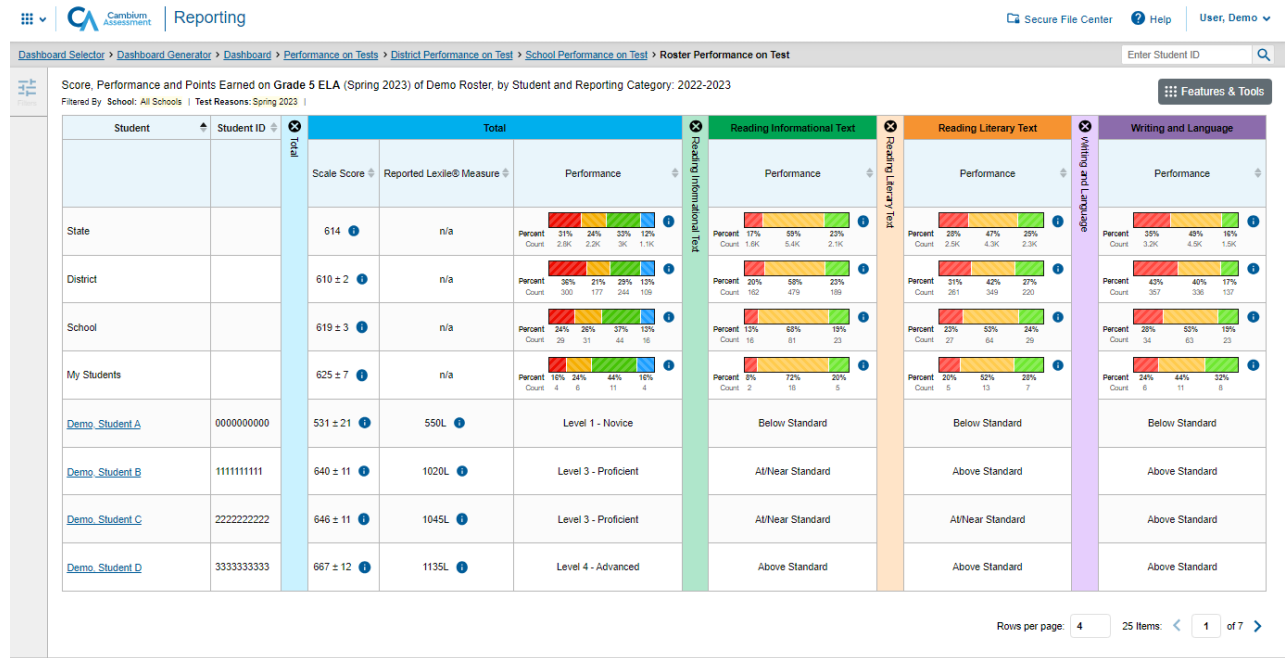 Cambium Assessment Reporting Secure File Center Help User, Demo
Dashboard Selector > Dashboard Generator > Dashboard > Performance on Tests > District Performance on Test > School Performance on Test > Roster Performance on Test Enter Student ID
Filters
Score, Performance and Points Earned on Grade 5 ELA (Spring 2023) of Demo Roster, by Student and Reporting Category: 2022-2023
Filtered By School: All Schools | Test Reasons: Spring 2023 |
Features & Tools
Student Student ID Total Total Reading Informational Text Reading Informational Text Reading Literary Text Reading Literary Text Writing and Language Writing and Language
Scale Score Reported Lexile® Measure Performance Performance Performance Performance
State 614 n/a
Percent 31% 24% 33% 12% Percent 17% 59% 23% Percent 28% 47% 25% Percent 35% 49% 16%
Count 2.8K 2.2K 3K 1.1K Count 1.6K 5.4K 2.1K Count 2.5K 4.3K 2.3K Count 3.2K 4.5K 1.5K
District 610 ± 2 n/a
Percent 36% 21% 29% 13% Percent 20% 58% 23% Percent 31% 42% 27% Percent 43% 40% 17%
Count 300 177 244 109 Count 162 479 189 Count 261 349 220 Count 357 336 137
School 619 ± 3 n/a
Percent 24% 26% 37% 13% Percent 13% 68% 19% Percent 23% 53% 24% Percent 28% 53% 19%
Count 29 31 44 16 Count 16 81 23 Count 27 64 29 Count 34 63 23
My Students 625 ± 7 n/a
Percent 16% 24% 44% 16% Percent 8% 72% 20% Percent 20% 52% 28% Percent 24% 44% 32%
Count 4 6 11 4 Count 2 18 5 Count 5 13 7 Count 6 11 8
Demo, Student A 0000000000 531 ± 21 550L Level 1 - Novice Below Standard Below Standard Below Standard
Demo, Student B 1111111111 640 ± 11 1020L Level 3 - Proficient At/Near Standard Above Standard Above Standard
Demo, Student C 2222222222 646 ± 11 1045L Level 3 - Proficient At/Near Standard At/Near Standard Above Standard
Demo, Student D 3333333333 667 ± 12 1135L Level 4 - Advanced Above Standard Above Standard Above Standard
Rows per page: 4 25 Items: 1 of 7